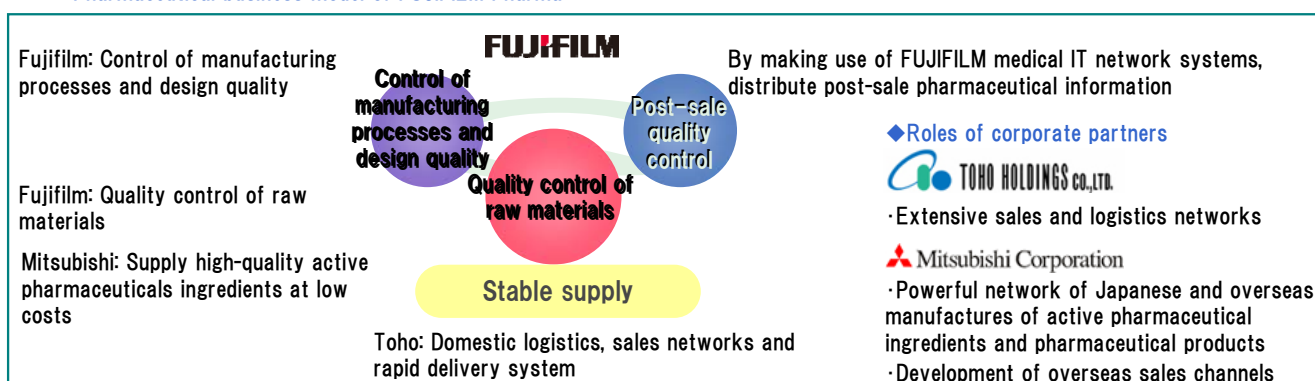 Fujifilm: Control of manufacturing
processes and design quality
Fujifilm: Quality control of raw
materials
Mitsubishi: Supply high-quality active
pharmaceuticals ingredients at low
costs
FUJIFILM
Control of
manufacturing
processes and
design quality
Post-sale
quality
control
Quality control of
raw materials
Stable supply
Toho: Domestic logistics, sales networks and
rapid delivery system
By making use of FUJIFILM medical IT network systems,
distribute post-sale pharmaceutical information
◆Roles of corporate partners
TOHO HOLDINGS CO.,LTD.
・Extensive sales and logistics networks
Mitsubishi Corporation
・Powerful network of Japanese and overseas
manufactures of active pharmaceutical
ingredients and pharmaceutical products
・Development of overseas sales channels